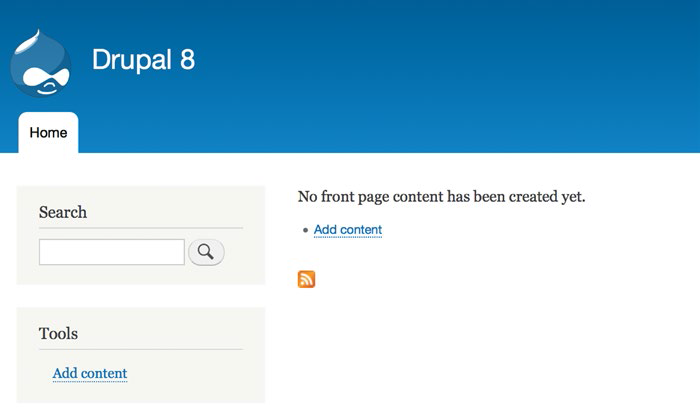 Drupal 8
Home
Search
Tools
Add content
No front page content has been created yet.
Add content